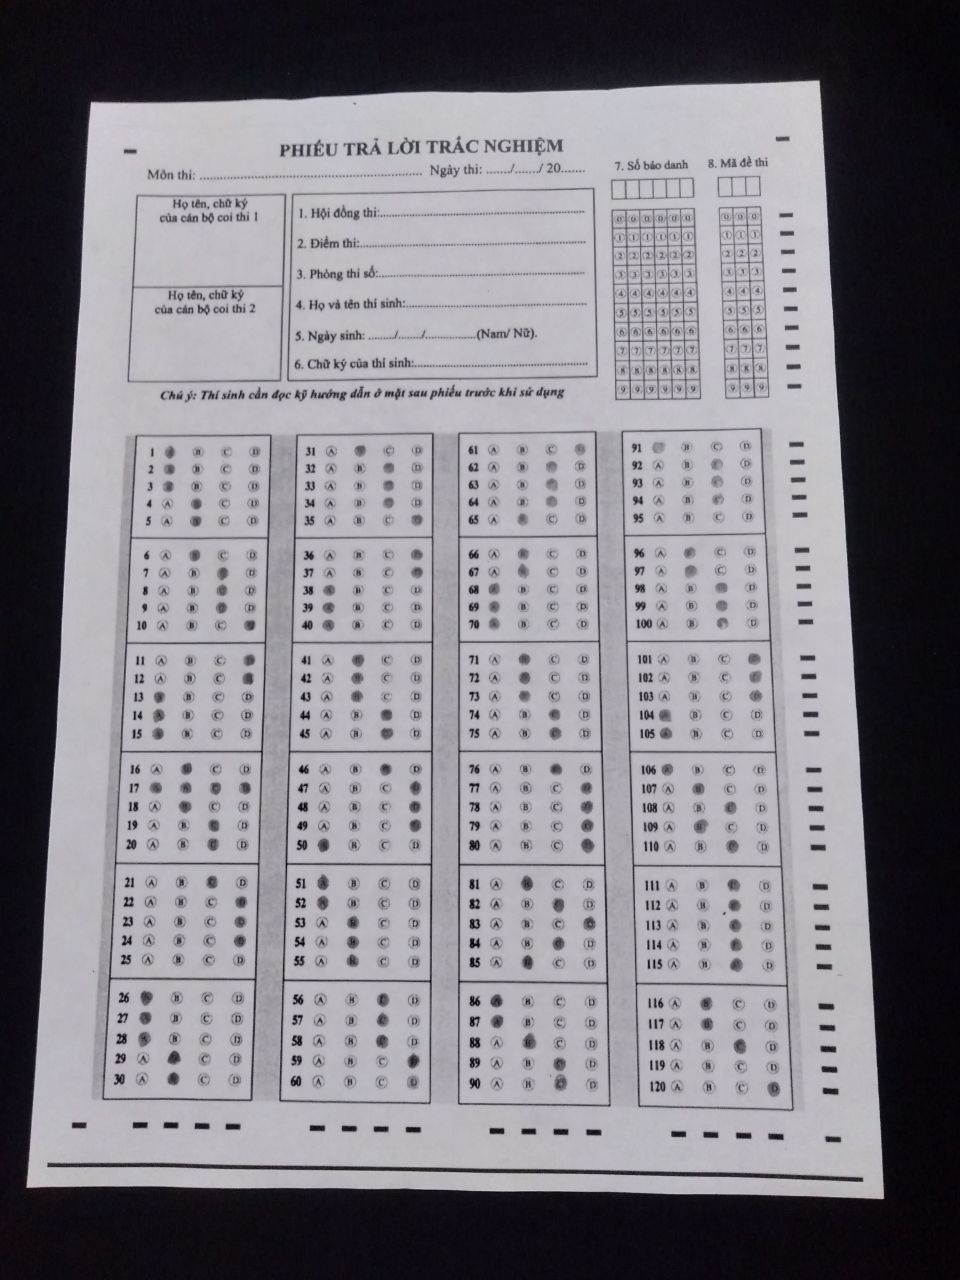 PHIẾU TRẢ LỜI TRẮC NGHIỆM
Môn thi: ........................ Ngày thi: ....../....../ 20......
Họ tên, chữ ký
của cán bộ coi thi 1
Họ tên, chữ ký
của cán bộ coi thi 2
1. Hội đồng thi:
2. Điểm thi:
3. Phòng thi số:
4. Họ và tên thí sinh:
5. Ngày sinh: ....../....../............(Nam/ Nữ).
6. Chữ ký của thí sinh:
7. Số báo danh
0 0 0 0 0 0
1 1 1 1 1 1
2 2 2 2 2 2
3 3 3 3 3 3
4 4 4 4 4 4
5 5 5 5 5 5
6 6 6 6 6 6
7 7 7 7 7 7
8 8 8 8 8 8
9 9 9 9 9 9
8. Mã đề thi
0 0 0
1 1 1
2 2 2
3 3 3
4 4 4
5 5 5
6 6 6
7 7 7
8 8 8
9 9 9
Chú ý: Thí sinh cần đọc kỹ hướng dẫn ở mặt sau phiếu trước khi sử dụng
1 B C D
2 B C D
3 B C D
4 A C D
5 A C D
6 A C D
7 A B D
8 A B D
9 A B D
10 A B C
11 A B C
12 A B C
13 B C D
14 B C D
15 B C D
16 A C D
17
18 A C D
19 A B D
20 A B D
21 A B D
22 A B C
23 A B C
24 A B C
25 A B C D
26 B C D
27 B C D
28 B C D
29 A C D
30 A C D
31 A C D
32 A B D
33 A B D
34 A B D
35 A B C
36 A B C
37 A B C
38 B C D
39 B C D
40 B C D
41 A C D
42 A C D
43 A C D
44 A B D
45 A B D
46 A B D
47 A B C
48 A B C
49 A B C
50 B C D
51 B C D
52 B C D
53 A C D
54 A C D
55 A C D
56 A B D
57 A B D
58 A B D
59 A B C
60 A B C
61 A B C
62 A B D
63 A B D
64 A B D
65 A C D
66 A C D
67 A C D
68 B C D
69 B C D
70 B C D
71 A C D
72 A C D
73 A C D
74 A B D
75 A B D
76 A B D
77 A B C
78 A B C
79 A B C
80 A B C
81 A C D
82 A B D
83 A B C
84 A B D
85 A C D
86 B C D
87 B C D
88 A C D
89 A B D
90 A B D
91 B C D
92 A B D
93 A B D
94 A B D
95 A B C D
96 A C D
97 A C D
98 A B D
99 A B D
100 A B D
101 A B C
102 A B C
103 A B C
104 B C D
105 B C D
106 B C D
107 A C D
108 A B D
109 A C D
110 A B D
111 A B D
112 A B D
113 A B D
114 A B D
115 A B D
116 A C D
117 A C D
118 A B D
119 A B C D
120 A B C